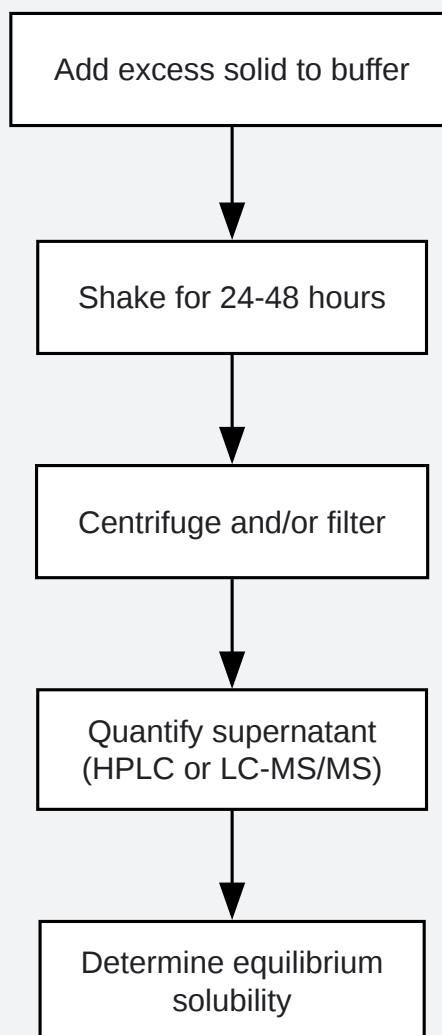 Add excess solid to buffer
Shake for 24-48 hours
Centrifuge and/or filter
Quantify supernatant
(HPLC or LC-MS/MS)
Determine equilibrium
solubility